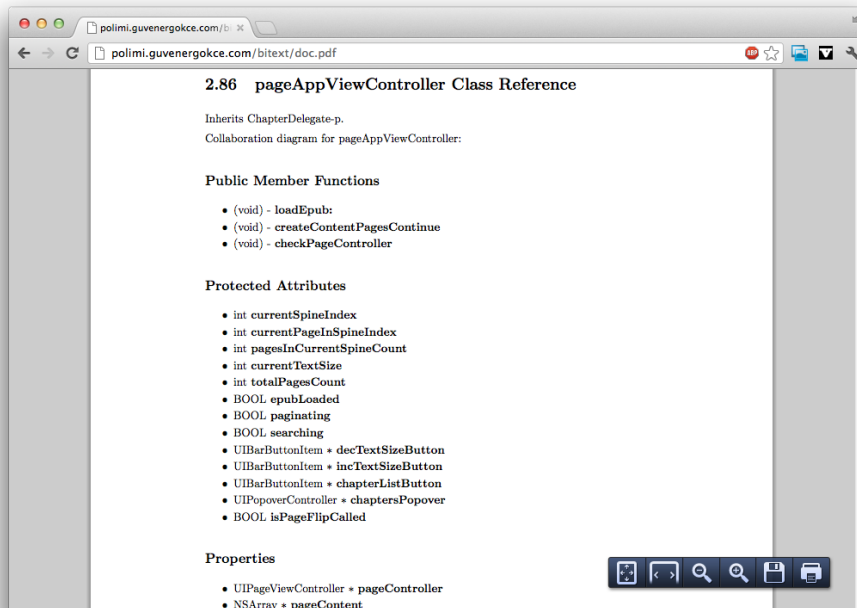 polimi.guvenergokce.com/b
polimi.guvenergokce.com/bitext/doc.pdf
ABP
2.86 pageAppViewController Class Reference
Inherits ChapterDelegate-p.
Collaboration diagram for pageAppViewController:
Public Member Functions
• (void) - loadEpub:
• (void) - createContentPagesContinue
• (void) - checkPageController
Protected Attributes
• int currentSpineIndex
• int currentPageInSpineIndex
• int pagesInCurrentSpineCount
• int currentTextSize
• int totalPagesCount
• BOOL epubLoaded
• BOOL paginating
• BOOL searching
• UIBarButtonItem * decTextSizeButton
• UIBarButtonItem * incTextSizeButton
• UIBarButtonItem * chapterListButton
• UIPopoverController * chaptersPopover
• BOOL isPageFlipCalled
Properties
• UIPageViewController * pageController
• NSArray * pageContent